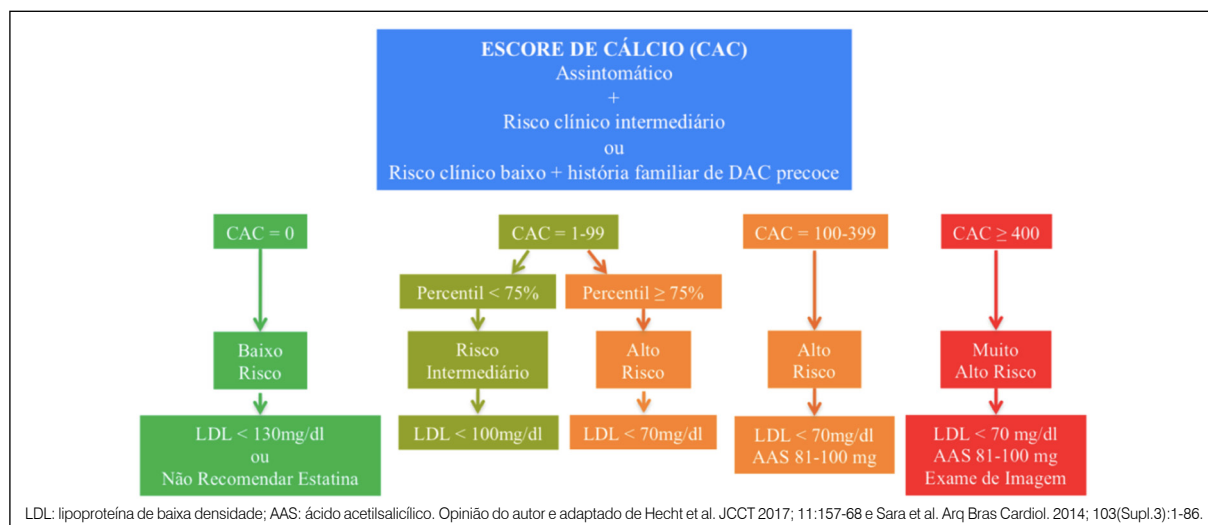 ESCORE DE CÁLCIO (CAC)
Assintomático
+
Risco clínico intermediário
ou
Risco clínico baixo + história familiar de DAC precoce
CAC = 0
CAC = 1-99
CAC = 100-399
CAC ≥ 400
Percentil < 75%
Percentil ≥ 75%
Baixo
Risco
Risco
Intermediário
Alto
Risco
Alto
Risco
Muito
Alto Risco
LDL < 130mg/dl
ou
Não Recomendar Estatina
LDL < 100mg/dl
LDL < 70mg/dl
LDL < 70mg/dl
AAS 81-100 mg
LDL < 70 mg/dl
AAS 81-100 mg
Exame de Imagem
LDL: lipoproteína de baixa densidade; AAS: ácido acetilsalicílico. Opinião do autor e adaptado de Hecht et al. JCCT 2017; 11:157-68 e Sara et al. Arq Bras Cardiol. 2014; 103(Supl.3):1-86.